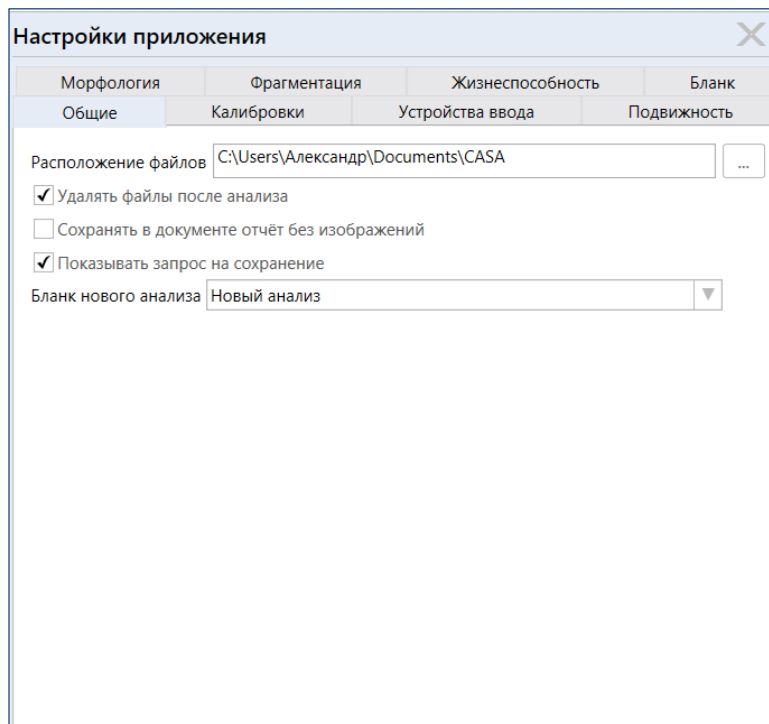 Настройки приложения
Морфология Фрагментация Жизнеспособность Бланк
Общие Калибровки Устройства ввода Подвижность
Расположение файлов C:\Users\Александр\Documents\CASA ...
Удалять файлы после анализа
Сохранять в документе отчёт без изображений
Показывать запрос на сохранение
Бланк нового анализа Новый анализ